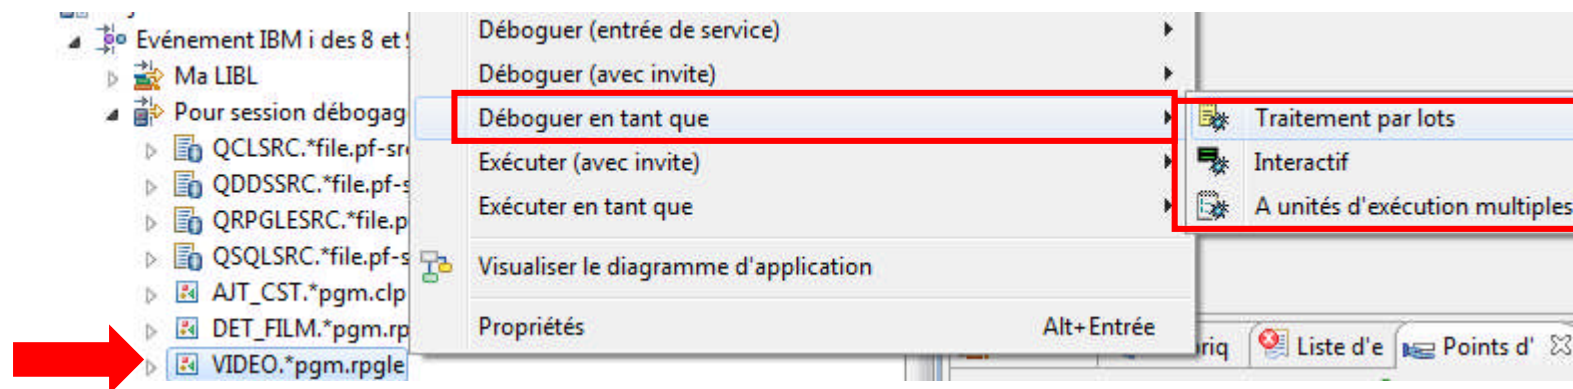 Evénement IBM i des 8 et
Ma LIBL
Pour session débogag
QCLSRC.*file.pf-sr
QDDSSRC.*file.pf-s
QRPGLESRC.*file.p
QSQLSRC.*file.pf-s
AJT_CST.*pgm.clp
DET_FILM.*pgm.rp
VIDEO.*pgm.rpgle
Déboguer (entrée de service)
Déboguer (avec invite)
Déboguer en tant que
Exécuter (avec invite)
Exécuter en tant que
Visualiser le diagramme d'application
Propriétés Alt+Entrée
Traitement par lots
Interactif
A unités d'exécution multiples
riq Liste d'e Points d'